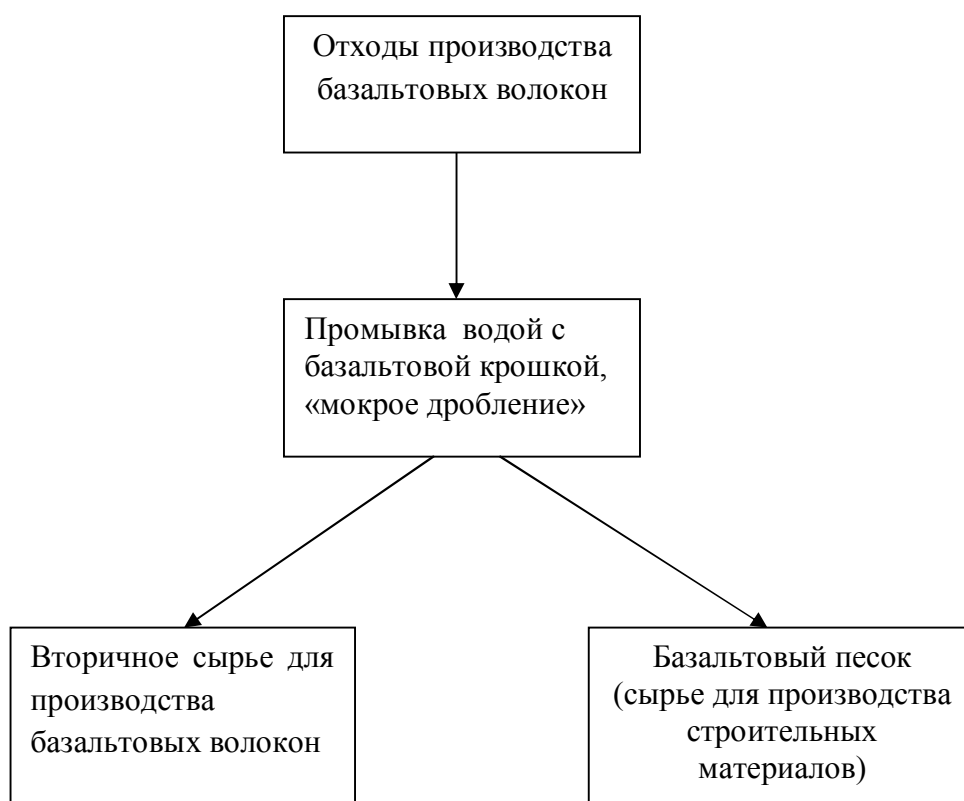 Отходы производства
базальтовых волокон
Промывка водой с
базальтовой крошкой,
«мокрое дробление»
Вторичное сырье для
производства
базальтовых волокон
Базальтовый песок
(сырье для производства
строительных
материалов)